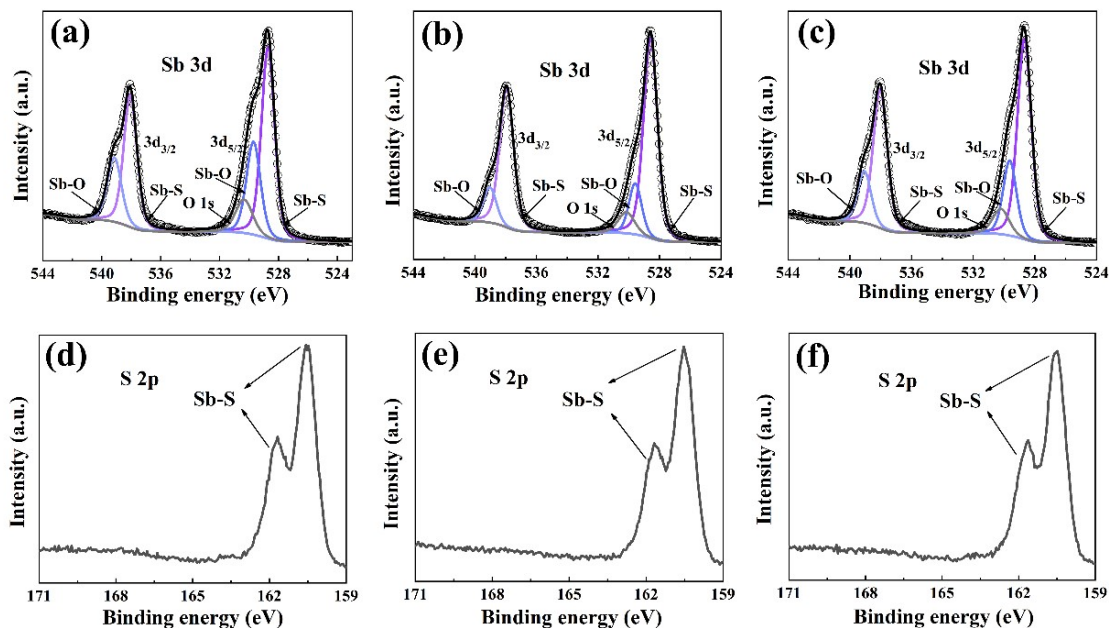 (a)
Sb 3d
3d3/2
3d5/2
Sb-O
Sb-S
Sb-O
O 1s
Sb-S
Intensity (a.u.)
544 540 536 532 528 524
Binding energy (eV)
(b)
Sb 3d
3d3/2
3d5/2
Sb-O
Sb-S
Sb-O
O 1s
Sb-S
Intensity (a.u.)
544 540 536 532 528 524
Binding energy (eV)
(c)
Sb 3d
3d3/2
3d5/2
Sb-O
Sb-S
Sb-O
O 1s
Sb-S
Intensity (a.u.)
544 540 536 532 528 524
Binding energy (eV)
(d)
S 2p
Sb-S
Intensity (a.u.)
171 168 165 162 159
Binding energy (eV)
(e)
S 2p
Sb-S
Intensity (a.u.)
171 168 165 162 159
Binding energy (eV)
(f)
S 2p
Sb-S
Intensity (a.u.)
171 168 165 162 159
Binding energy (eV)